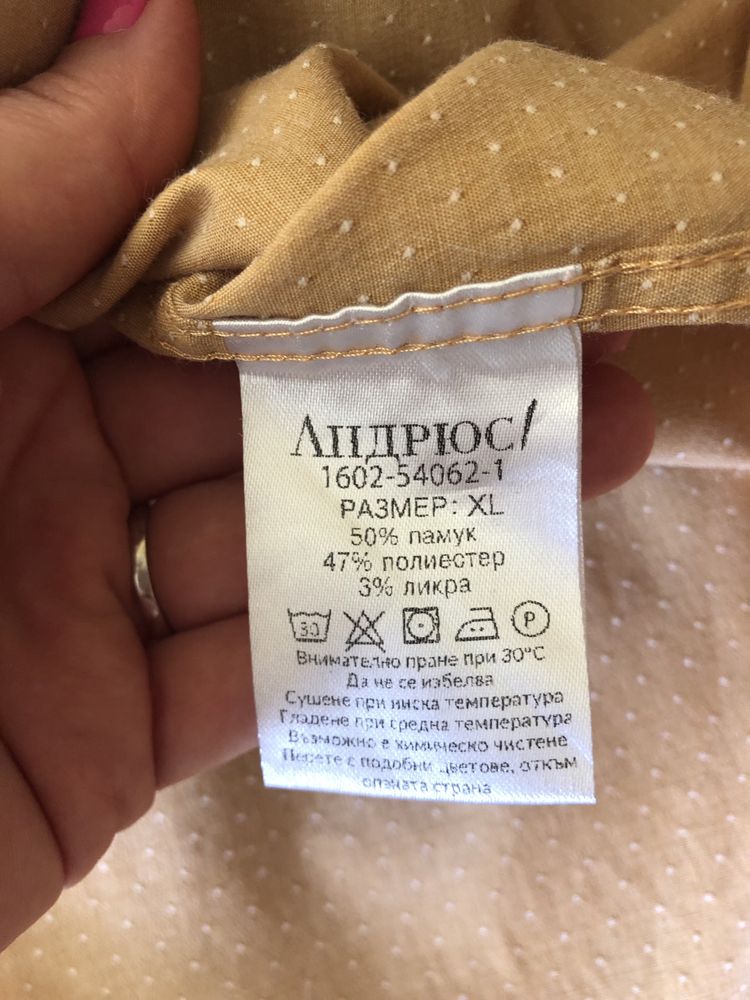 АНДРЮС/
1602-54062-1
РАЗМЕР: XL
50% памук
47% полиестер
3% ликра
30 P
Внимателно пране при 30°C
Да не се избелва
Сушене при ниска температура
Гладене при средна температура
Възможно е химическо чистене
Перете с подобни цветове, откъм
опаката страна